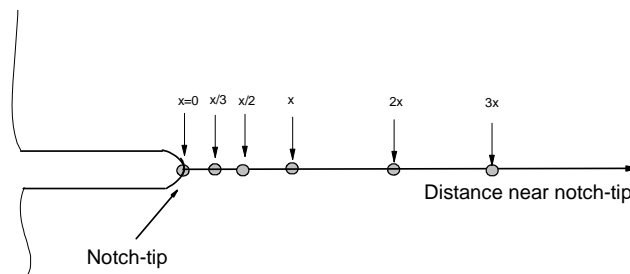 x=0 x/3 x/2 x 2x 3x
Distance near notch-tip
Notch-tip